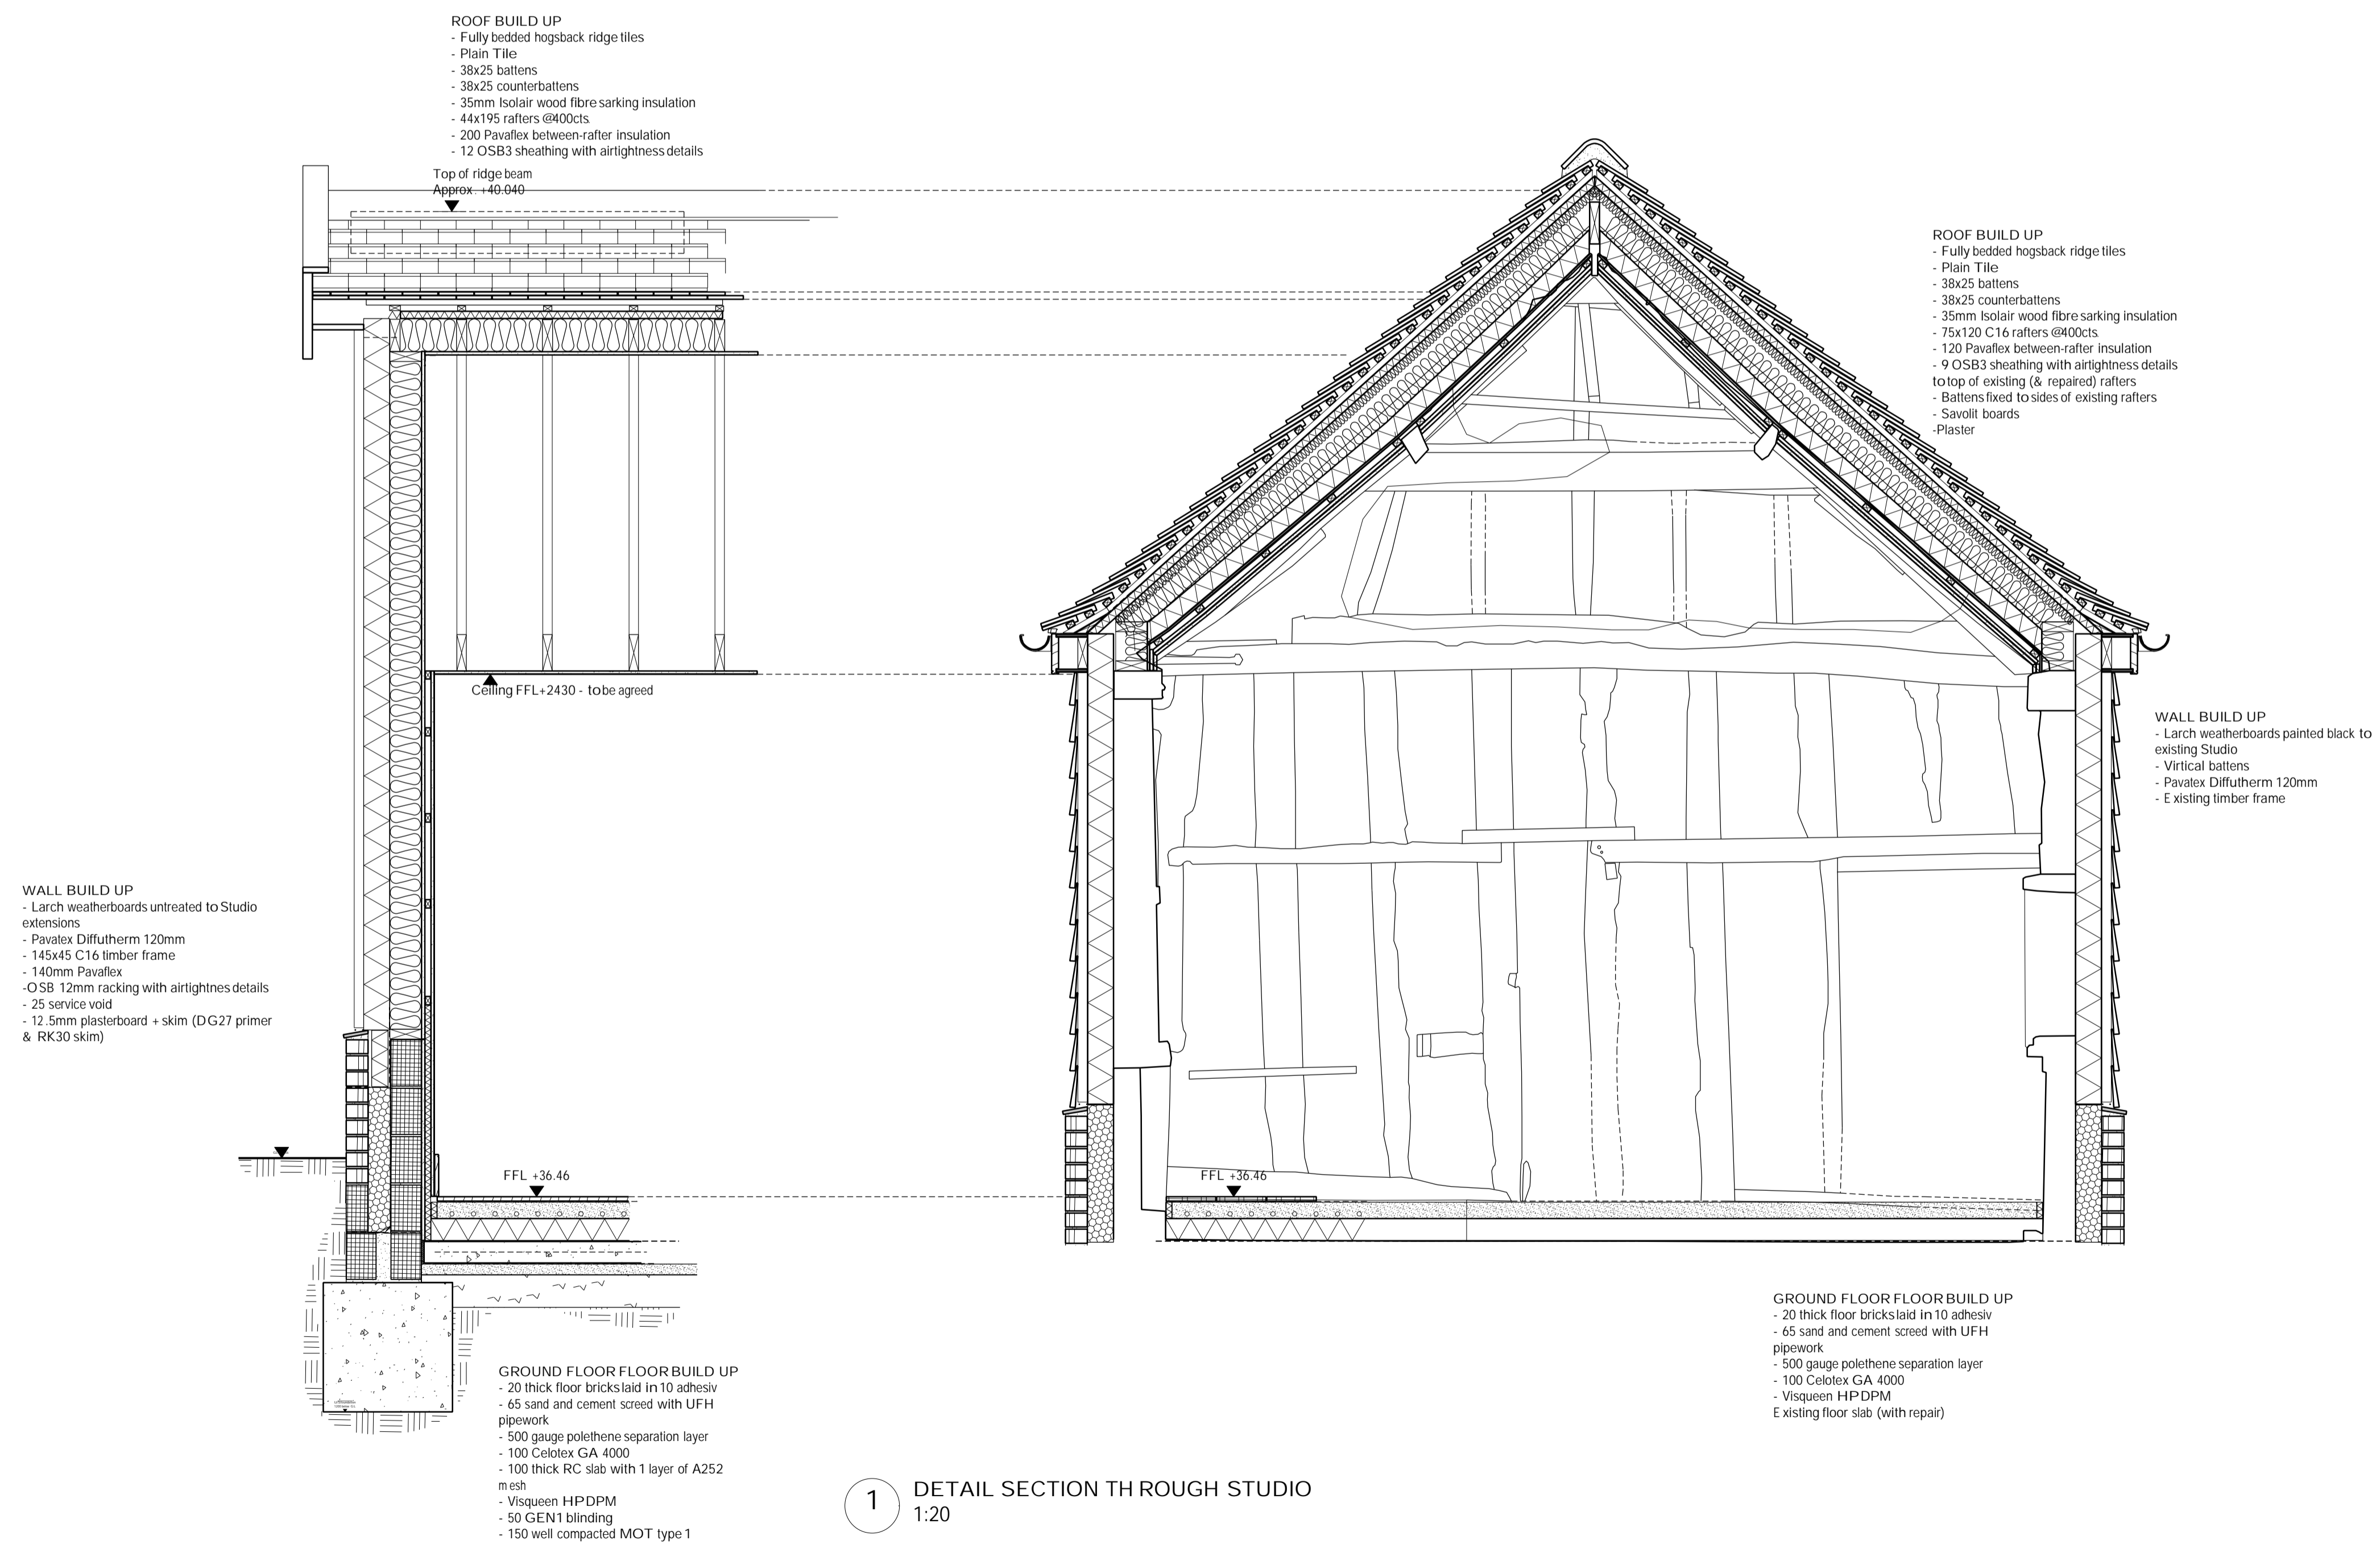 ROOF BUILD UP
- Fully bedded hogsback ridge tiles
- Plain Tile
- 38x25 battens
- 38x25 counterbattens
- 35mm Isolair wood fibre sarking insulation
- 44x195 rafters @400cts.
- 200 Pavaflex between-rafter insulation
- 12 OSB3 sheathing with airtightness details
Top of ridge beam
Approx. +40.040
ROOF BUILD UP
- Fully bedded hogsback ridge tiles
- Plain Tile
- 38x25 battens
- 38x25 counterbattens
- 35mm Isolair wood fibre sarking insulation
- 75x120 C16 rafters @400cts.
- 120 Pavaflex between-rafter insulation
- 9 OSB3 sheathing with airtightness details
to top of existing (& repaired) rafters
- Battens fixed to sides of existing rafters
- Savolit boards
-Plaster
Ceiling FFL+2430 - to be agreed
WALL BUILD UP
- Larch weatherboards painted black to
existing Studio
- Virtical battens
- Pavatex Diffutherm 120mm
- Existing timber frame
WALL BUILD UP
- Larch weatherboards untreated to Studio
extensions
- Pavatex Diffutherm 120mm
- 145x45 C16 timber frame
- 140mm Pavaflex
-OSB 12mm racking with airtightnes details
- 25 service void
- 12.5mm plasterboard + skim (DG27 primer
& RK30 skim)
FFL +36.46
FFL +36.46
GROUND FLOOR FLOOR BUILD UP
- 20 thick floor bricks laid in 10 adhesiv
- 65 sand and cement screed with UFH
pipework
- 500 gauge polethene separation layer
- 100 Celotex GA 4000
- Visqueen HP DPM
Existing floor slab (with repair)
GROUND FLOOR FLOOR BUILD UP
- 20 thick floor bricks laid in 10 adhesiv
- 65 sand and cement screed with UFH
pipework
- 500 gauge polethene separation layer
- 100 Celotex GA 4000
- 100 thick RC slab with 1 layer of A252
mesh
- Visqueen HP DPM
- 50 GEN1 blinding
- 150 well compacted MOT type 1
1
DETAIL SECTION THROUGH STUDIO
1:20